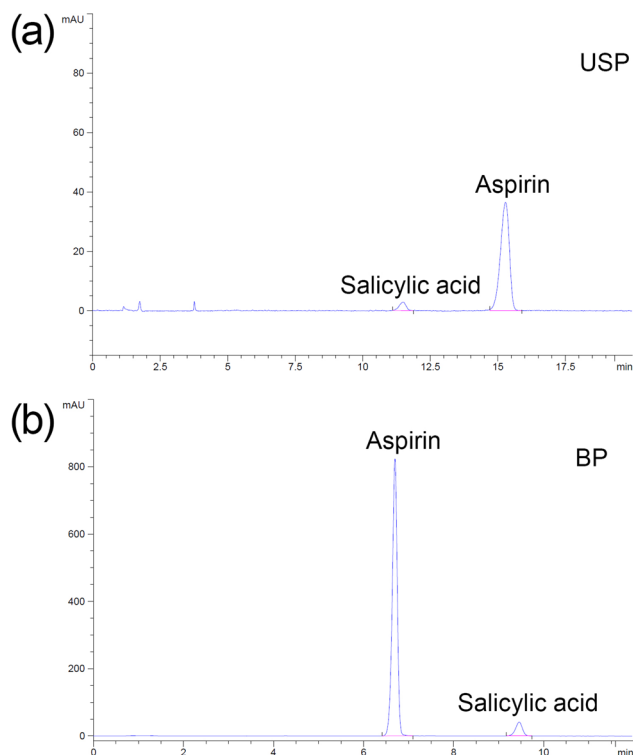 (a)
mAU
USP
80
60
Aspirin
40
20
Salicylic acid
0
0 2.5 5 7.5 10 12.5 15 17.5 min
(b)
mAU
Aspirin
BP
800
600
400
200
Salicylic acid
0
0 2 4 6 8 10 min